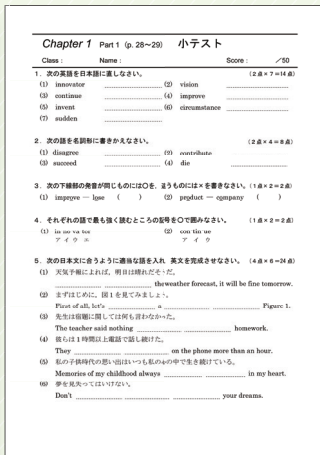 Chapter 1 Part 1 (p. 28~29) 小テスト
Class : Name : Score : /50
1. 次の英語を日本語に直しなさい。 (2点×7=14点)
(1) innovator (2) vision
(3) continue (4) improve
(5) invent (6) circumstance
(7) sudden
2. 次の語を名詞形に書きかえなさい。 (2点×4=8点)
(1) disagree (2) contribute
(3) succeed (4) die
3. 次の下線部の発音が同じものには○を、違うものには×を書きなさい。(1点×2=2点)
(1) improve ― lose ( ) (2) product ― company ( )
4. それぞれの語で最も強く読むところの記号を○で囲みなさい。 (1点×2=2点)
(1) in no va tor (2) con tin ue
ア イ ウ エ ア イ ウ
5. 次の日本文に合うように適当な語を入れ 英文を完成させなさい。 (4点×6=24点)
(1) 天気予報によれば、明日は晴れだそうだ。
theweather forecast, it will be fine tomorrow.
(2) まずはじめに、図1を見てみましょう。
First of all, let's a Figure 1.
(3) 先生は宿題に関しては何も言わなかった。
The teacher said nothing homework.
(4) 彼らは1時間以上電話で話し続けた。
They on the phone more than an hour.
(5) 私の子供時代の思い出はいつも私の心の中で生き続けている。
Memories of my childhood always in my heart.
(6) 夢を見失ってはいけない。
Don't your dreams.